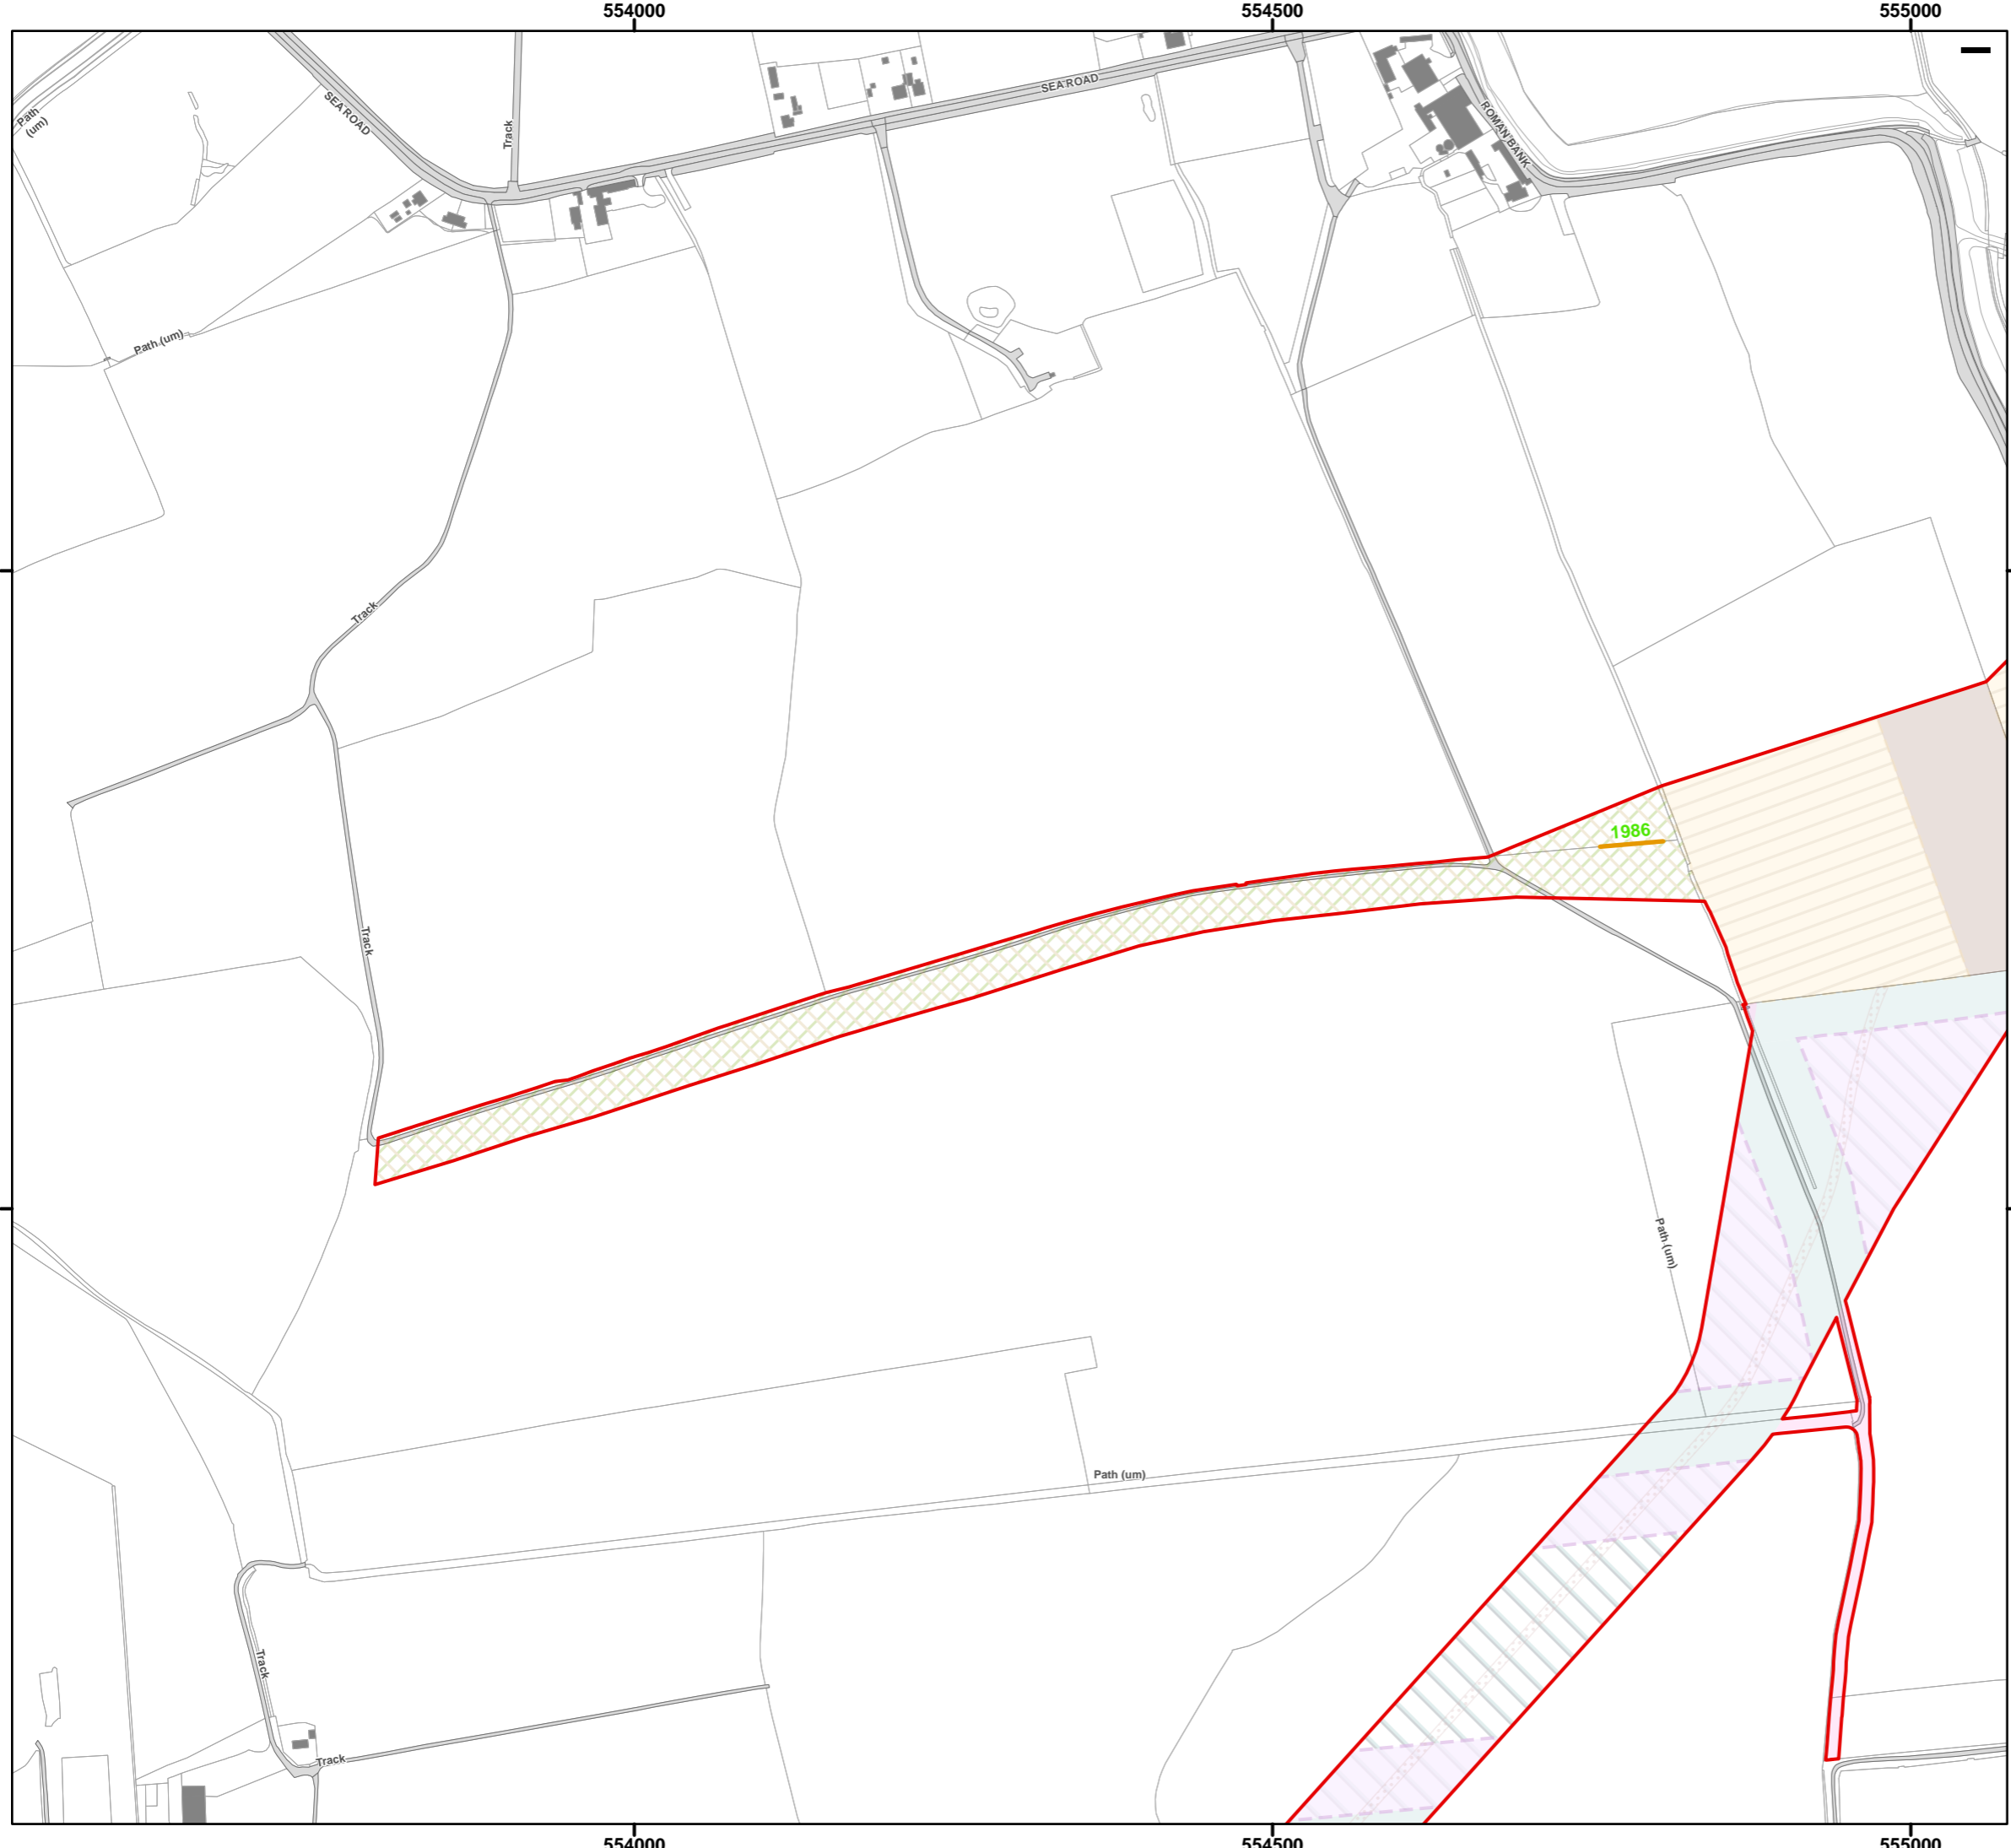 554000
554500
555000
Path
(um)
SEA ROAD
Track
SEA ROAD
ROMAN BANK
Path (um)
Track
1986
Track
Path (um)
Path (um)
Track
Track
554000
554500
555000